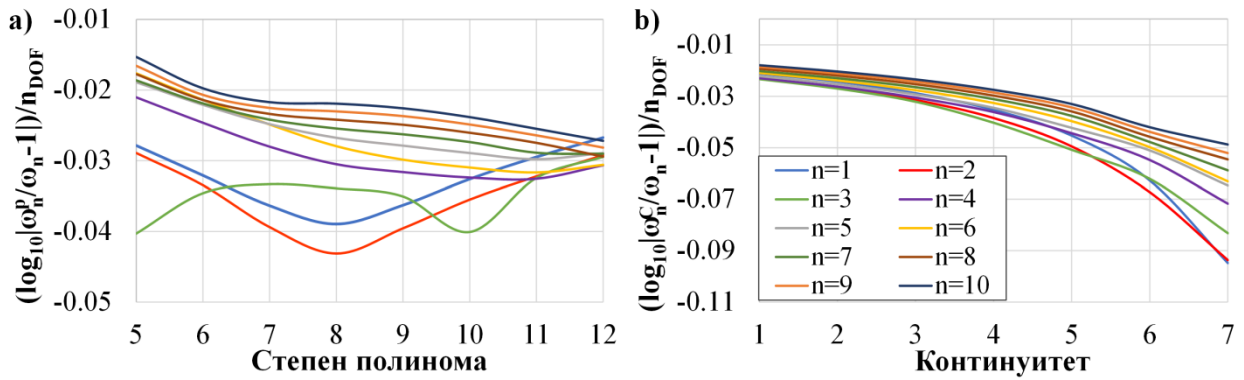 a)
(log₁₀|ωₙᵖ/ωₙ-1|)/n_DOF
-0.01
-0.02
-0.03
-0.04
-0.05
5 6 7 8 9 10 11 12
Степен полинома
b)
(log₁₀|ωₙᶜ/ωₙ-1|)/n_DOF
-0.01
-0.03
-0.05
-0.07
-0.09
-0.11
n=1 n=2
n=3 n=4
n=5 n=6
n=7 n=8
n=9 n=10
1 2 3 4 5 6 7
Континуитет